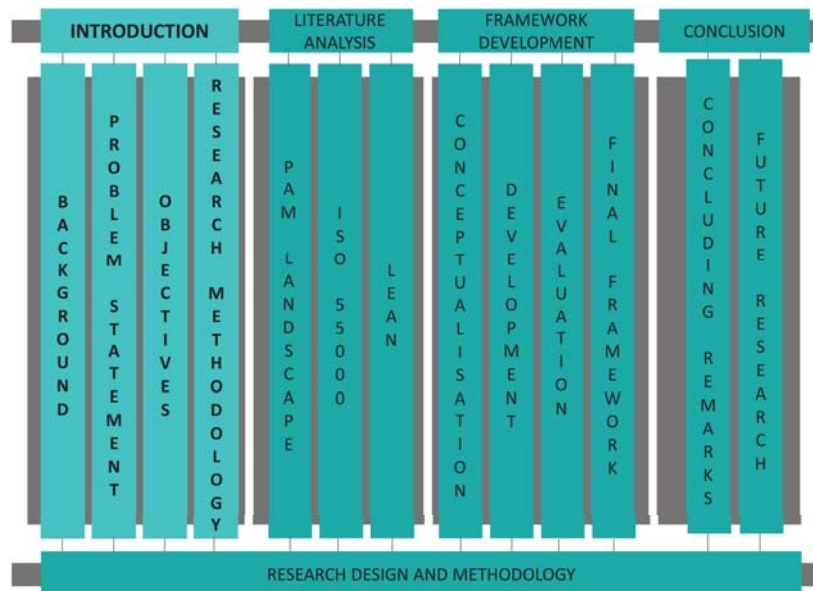 INTRODUCTION
LITERATURE
ANALYSIS
FRAMEWORK
DEVELOPMENT
CONCLUSION
BACKGROUND
PROBLEM STATEMENT
OBJECTIVES
RESEARCH METHODOLOGY
PAM LANDSCAPE
ISO 55000
LEAN
CONCEPTUALISATION
DEVELOPMENT
EVALUATION
FINAL FRAMEWORK
CONCLUDING REMARKS
FUTURE RESEARCH
RESEARCH DESIGN AND METHODOLOGY